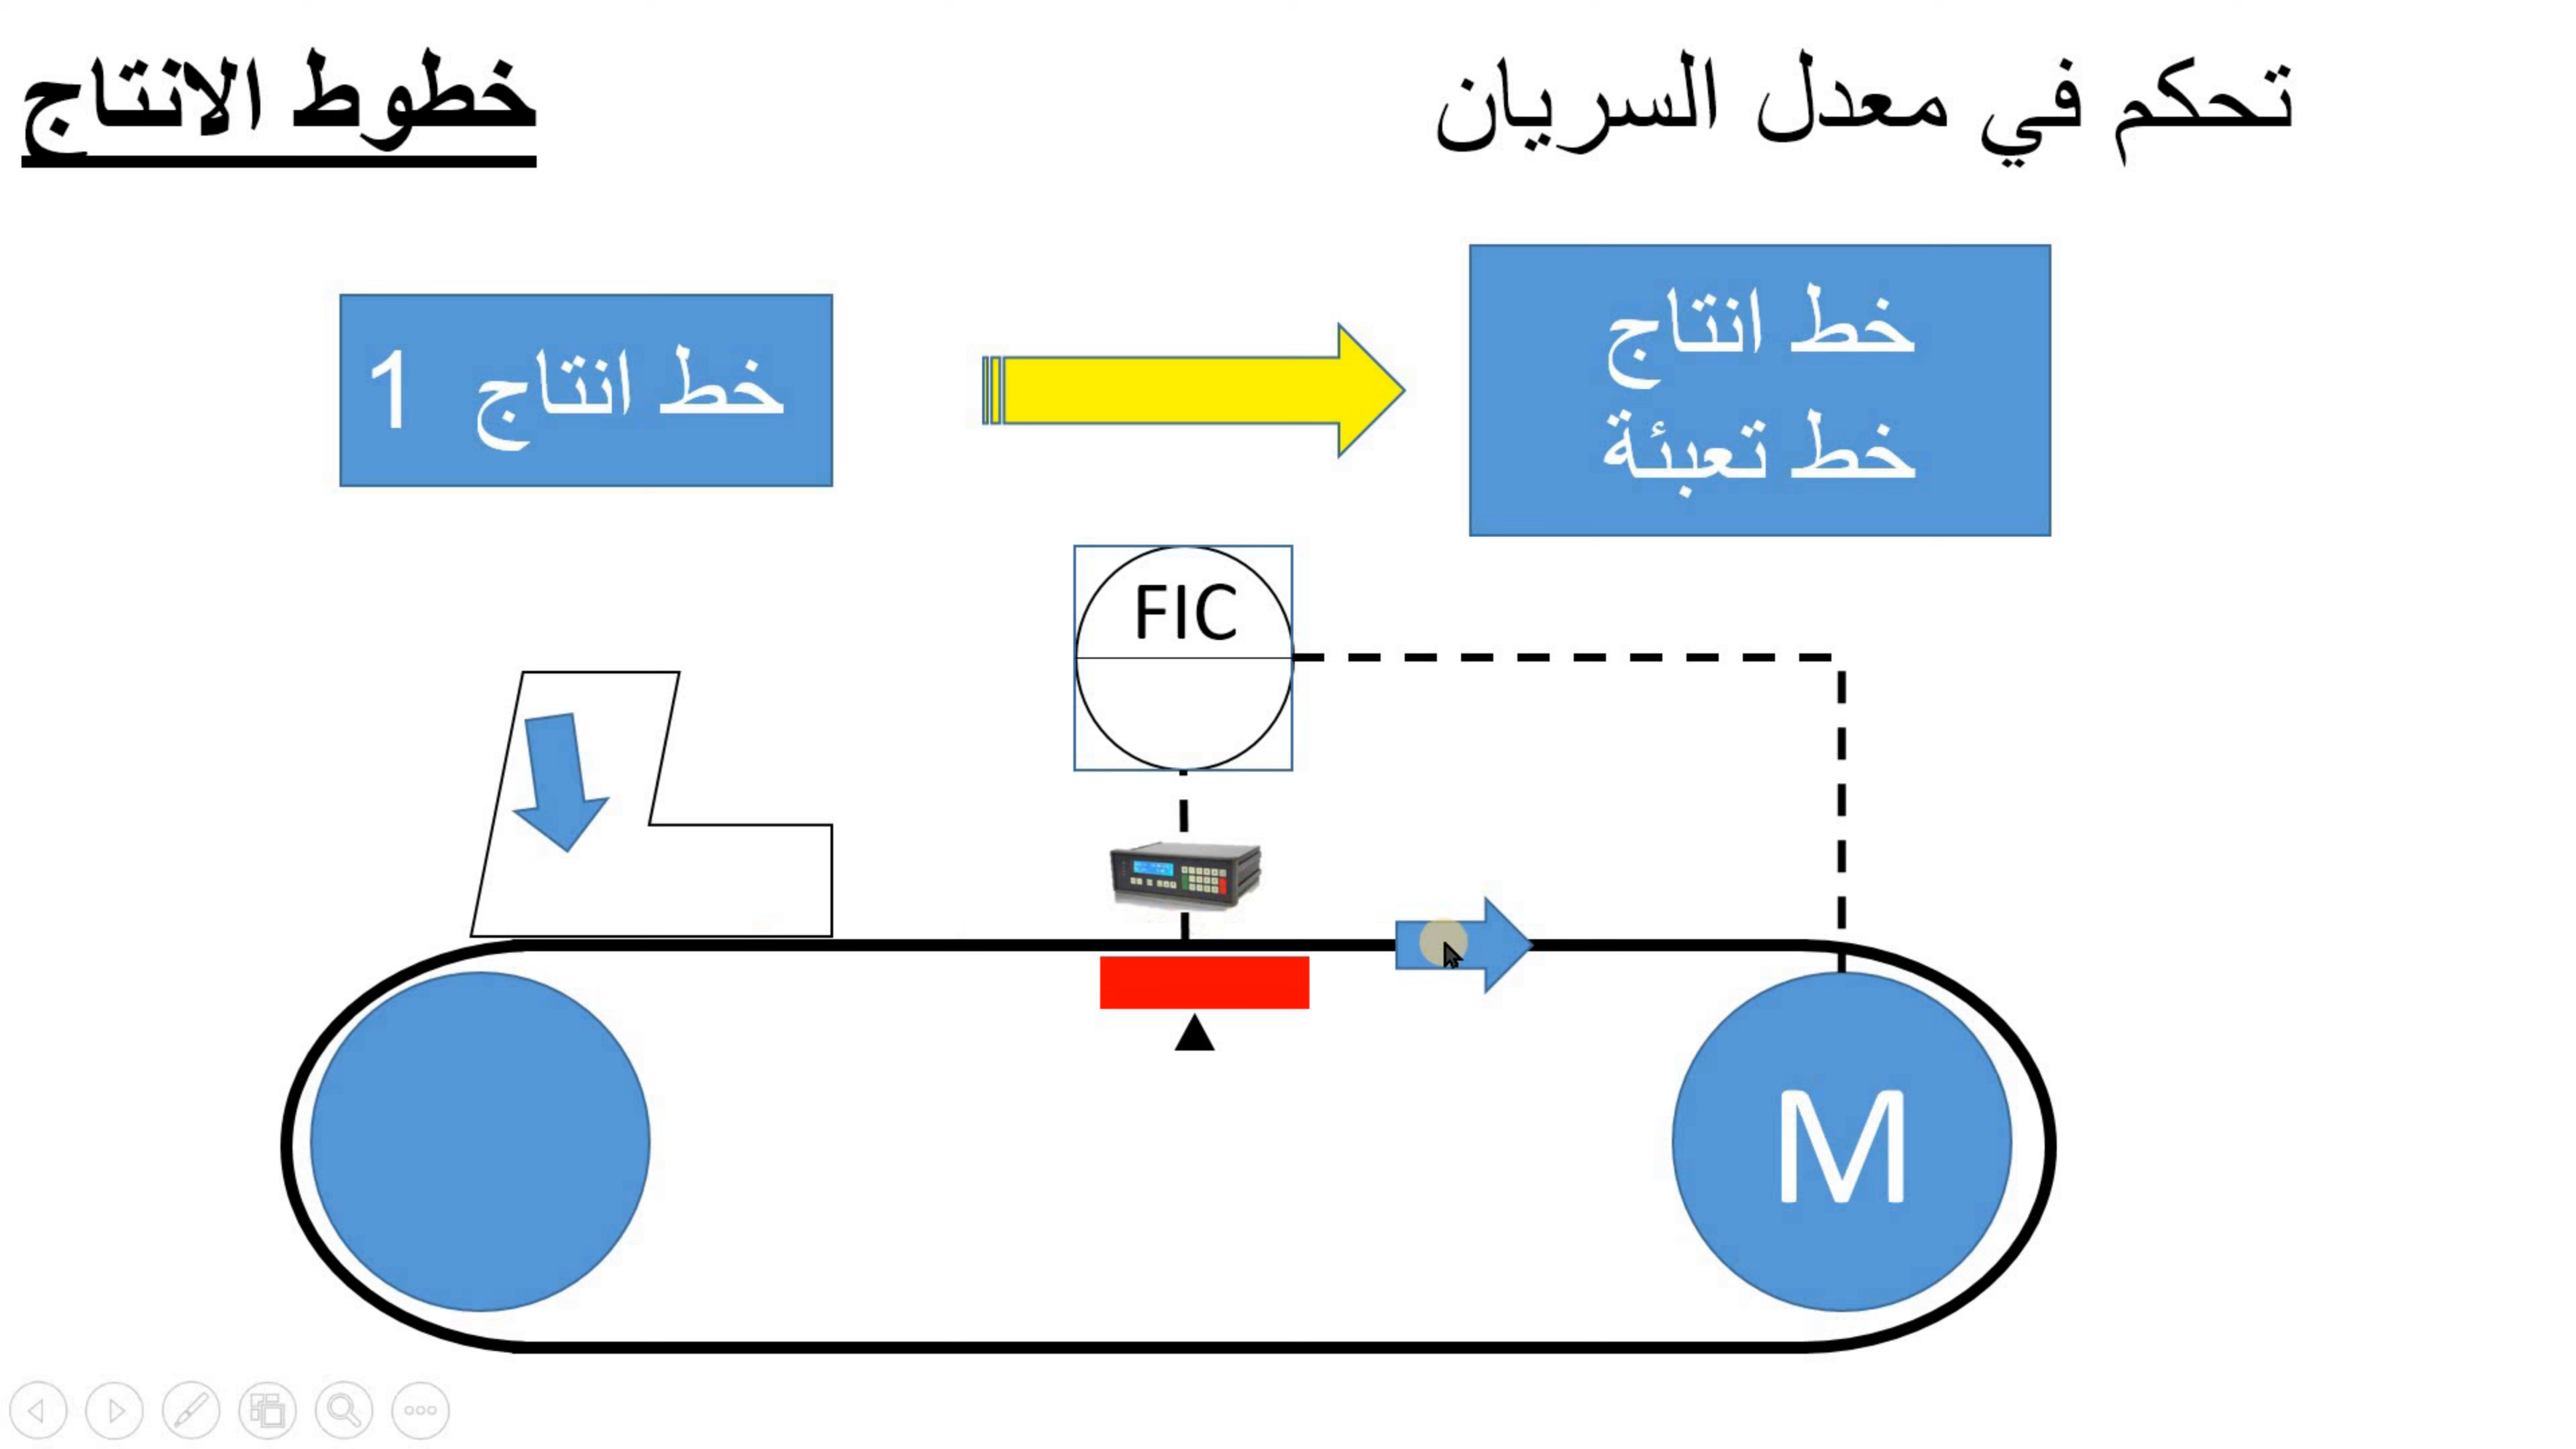 تحكم في معدل السريان
خطوط الانتاج
خط انتاج
خط تعبئة
خط انتاج 1
FIC
M